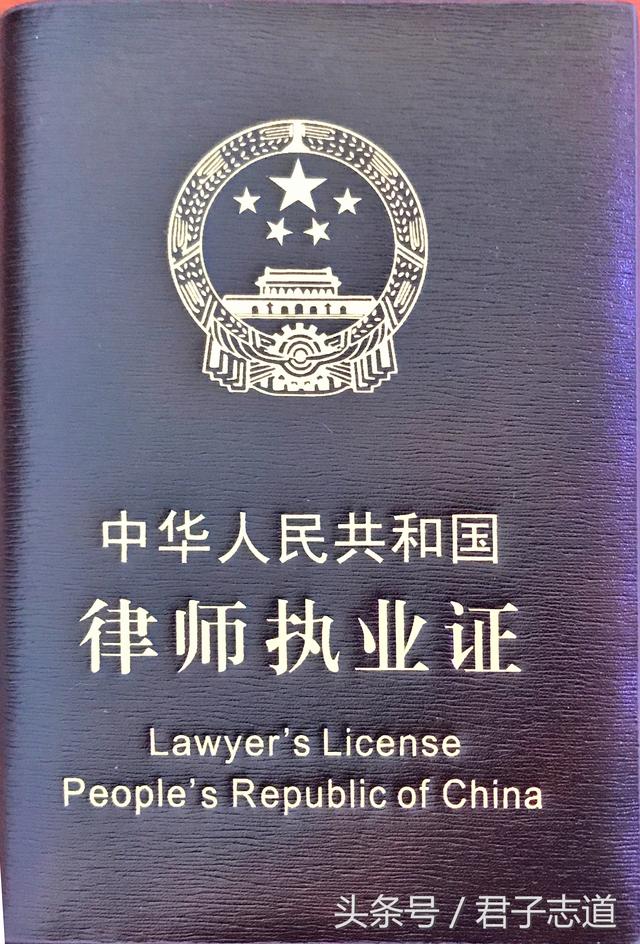 中华人民共和国
律师执业证
Lawyer's License
People's Republic of China
头条号 / 君子志道